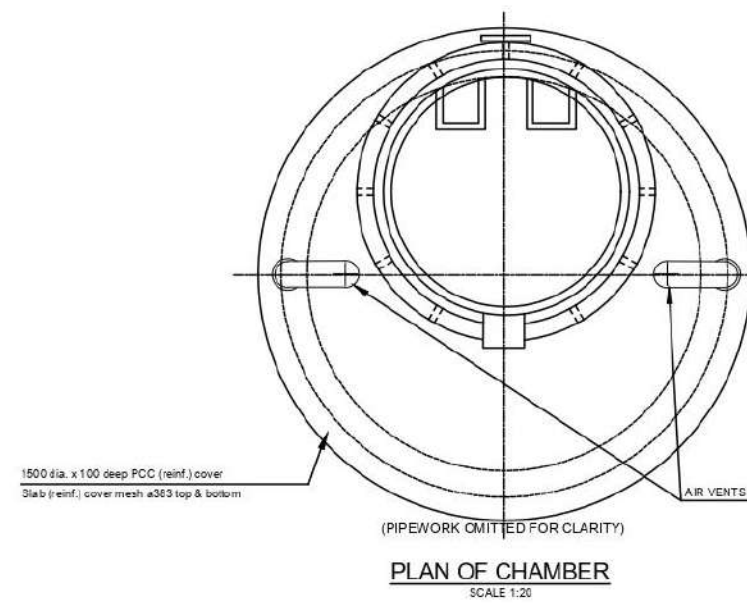 1500 dia. x 100 deep PCC (reinf.) cover
Slab (reinf.) cover mesh a363 top & bottom
AIR VENTS
(PIPEWORK OMITTED FOR CLARITY)
PLAN OF CHAMBER
SCALE 1:20